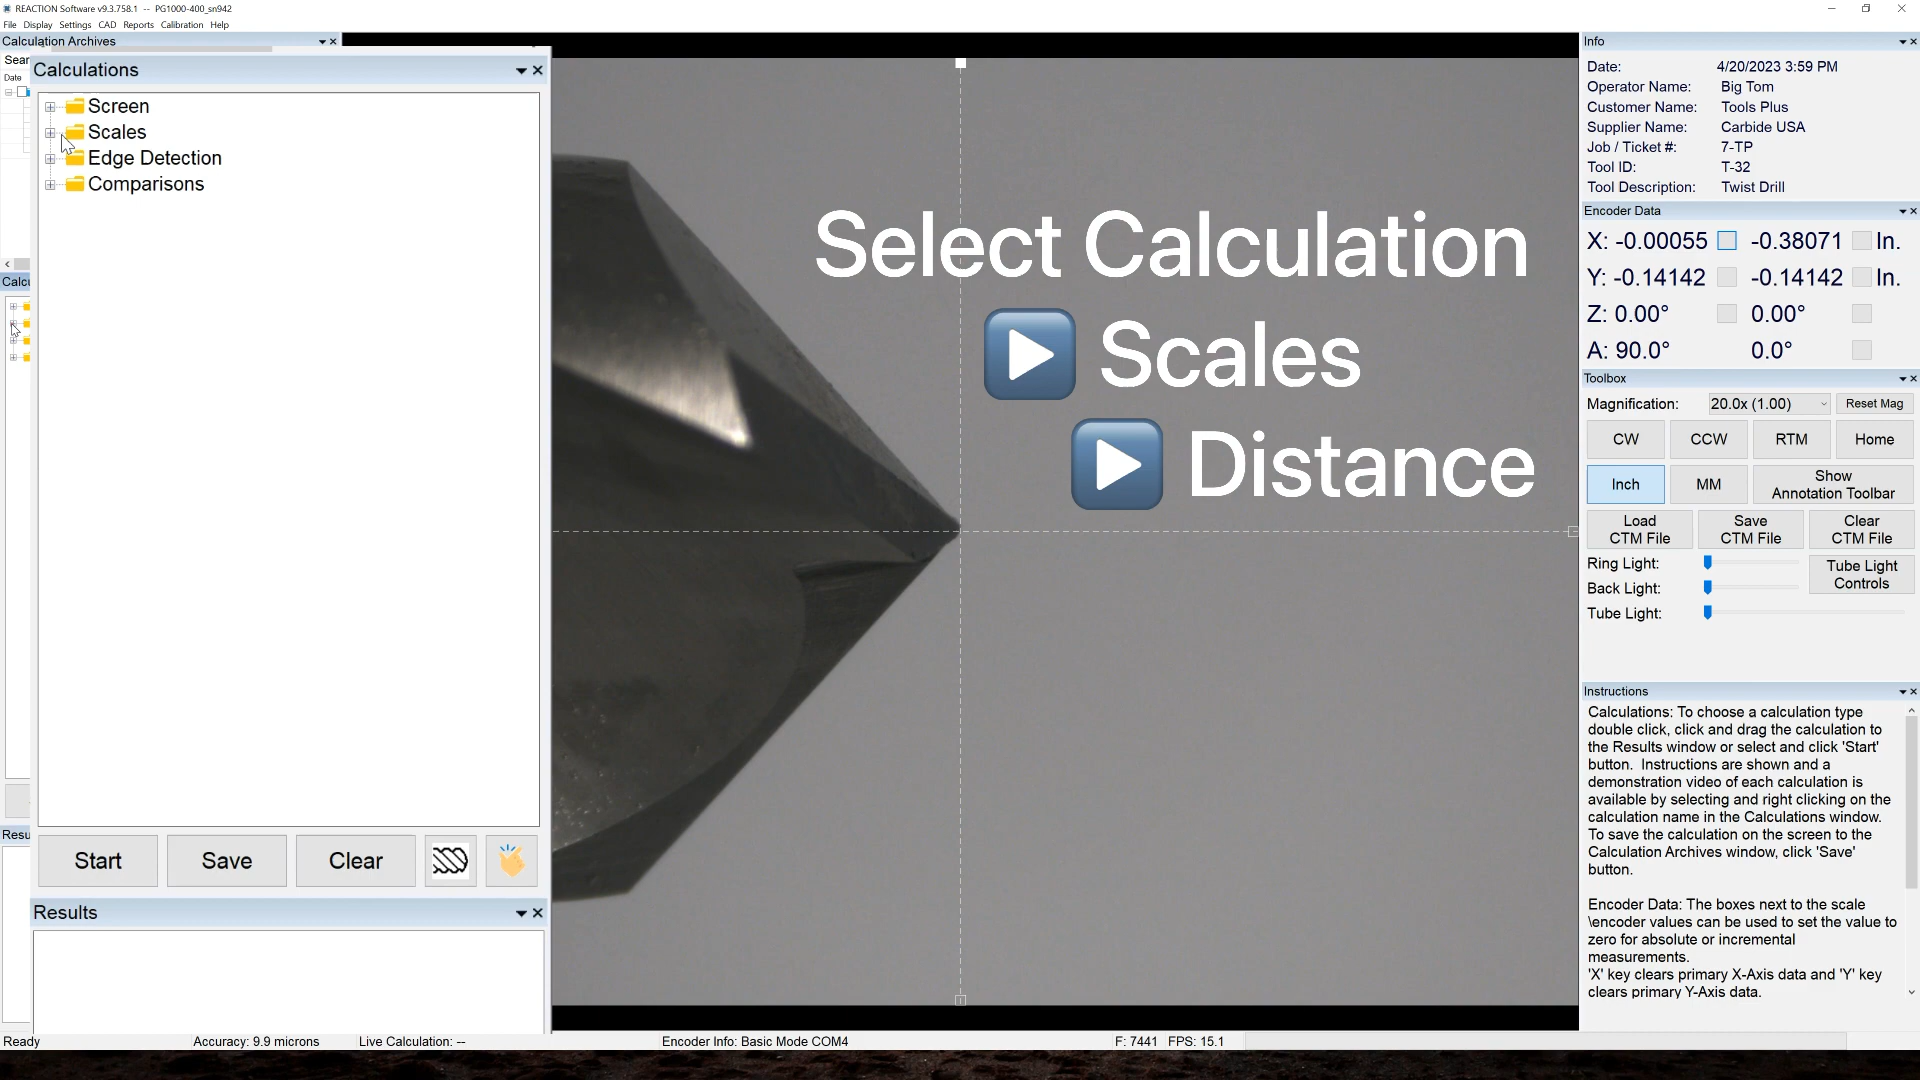 REACTION Software v9.3.758.1 -- PG1000-400_sn942
File Display Settings CAD Reports Calibration Help
Calculation Archives
Sear
Date
Calcu
Resu
Calculations
Screen
Scales
Edge Detection
Comparisons
Start Save Clear
Results
Select Calculation
Scales
Distance
Info
Date: 4/20/2023 3:59 PM
Operator Name: Big Tom
Customer Name: Tools Plus
Supplier Name: Carbide USA
Job / Ticket #: 7-TP
Tool ID: T-32
Tool Description: Twist Drill
Encoder Data
X: -0.00055 -0.38071 In.
Y: -0.14142 -0.14142 In.
Z: 0.00° 0.00°
A: 90.0° 0.0°
Toolbox
Magnification: 20.0x (1.00) Reset Mag
CW CCW RTM Home
Inch MM Show
Annotation Toolbar
Load Save Clear
CTM File CTM File CTM File
Ring Light: Tube Light
Back Light: Controls
Tube Light:
Instructions
Calculations: To choose a calculation type
double click, click and drag the calculation to
the Results window or select and click 'Start'
button. Instructions are shown and a
demonstration video of each calculation is
available by selecting and right clicking on the
calculation name in the Calculations window.
To save the calculation on the screen to the
Calculation Archives window, click 'Save'
button.
Encoder Data: The boxes next to the scale
\encoder values can be used to set the value to
zero for absolute or incremental
measurements.
'X' key clears primary X-Axis data and 'Y' key
clears primary Y-Axis data.
Ready Accuracy: 9.9 microns Live Calculation: -- Encoder Info: Basic Mode COM4 F: 7441 FPS: 15.1